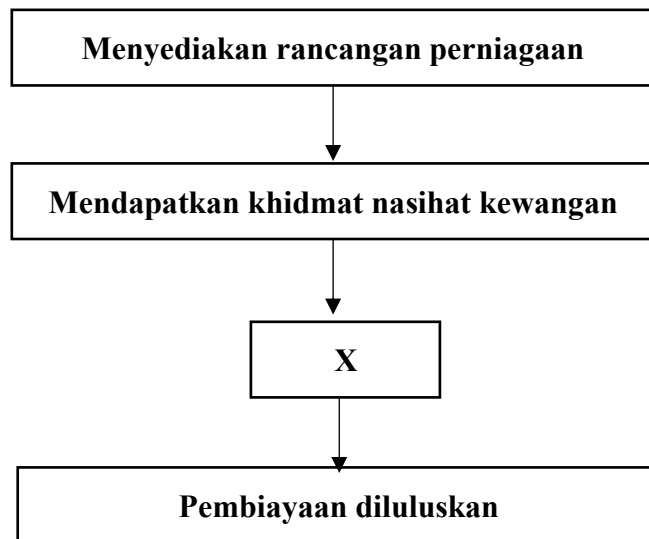 Menyediakan rancangan perniagaan
Mendapatkan khidmat nasihat kewangan
X
Pembiayaan diluluskan